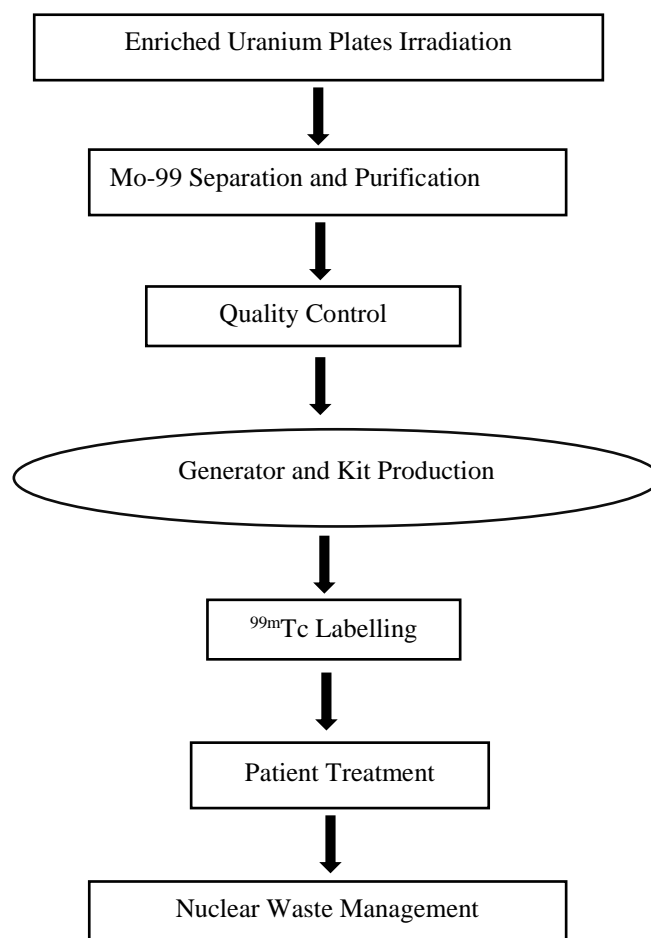 Enriched Uranium Plates Irradiation
Mo-99 Separation and Purification
Quality Control
Generator and Kit Production
⁹⁹ᵐTc Labelling
Patient Treatment
Nuclear Waste Management